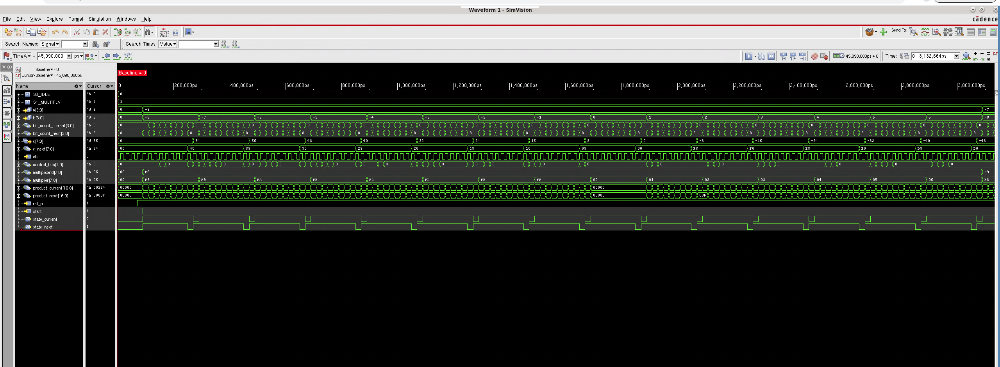 Waveform 1 - SimVision
File Edit View Explore Format Simulation Windows Help
cādence
Send To:
Search Names: Signal Search Times: Value
TimeA = 45,090,000 ps 45,090,000ps + 0 Time: 0 : 3,132,664ps
Baseline = 0
Cursor-Baseline = 45,090,000ps
Baseline = 0
Name Cursor 0 200,000ps 400,000ps 600,000ps 800,000ps 1,000,000ps 1,200,000ps 1,400,000ps 1,600,000ps 1,800,000ps 2,000,000ps 2,200,000ps 2,400,000ps 2,600,000ps 2,800,000ps 3,000,000ps
S0_IDLE 'b 0 0
S1_MULTIPLY 'b 1 1
a[3:0] 'd 6 0 -8 -7
b[3:0] 'd 6 0 -8 -7 -6 -5 -4 -3 -2 -1 0 1 2 3 4 5 6 -8
bit_count_current[3:0] 'h 8 8 8 8 8 8 8 8 8 8 8 8 8 8 8 8 8
bit_count_next[3:0] 'h 8 8 8 8 8 8 8 8 8 8 8 8 8 8 8 8 8
c[7:0] 'd 36 0 64 56 48 40 32 24 16 8 0 -8 -16 -24 -32 -40 -48
c_next[7:0] 'h 24 00 40 38 30 28 20 18 10 08 00 F8 F0 E8 E0 D8 D0
clk 0
control_bits[1:0] 'h 0 0 3 3 0 3 3 0 3 3 0 3 3 0 0 0 0 0 0 0
multiplicand[7:0] 'h 06 00 F8 F9
multiplier[7:0] 'h 06 00 F8 F9 FA FB FC FD FE FF 00 01 02 03 04 05 06 F8
product_current[16:0] 'h 00224 00000 00000
product_next[16:0] 'h 0000c 00000 00000 00
rst_n 1
start 1
state_current 0
state_next 1